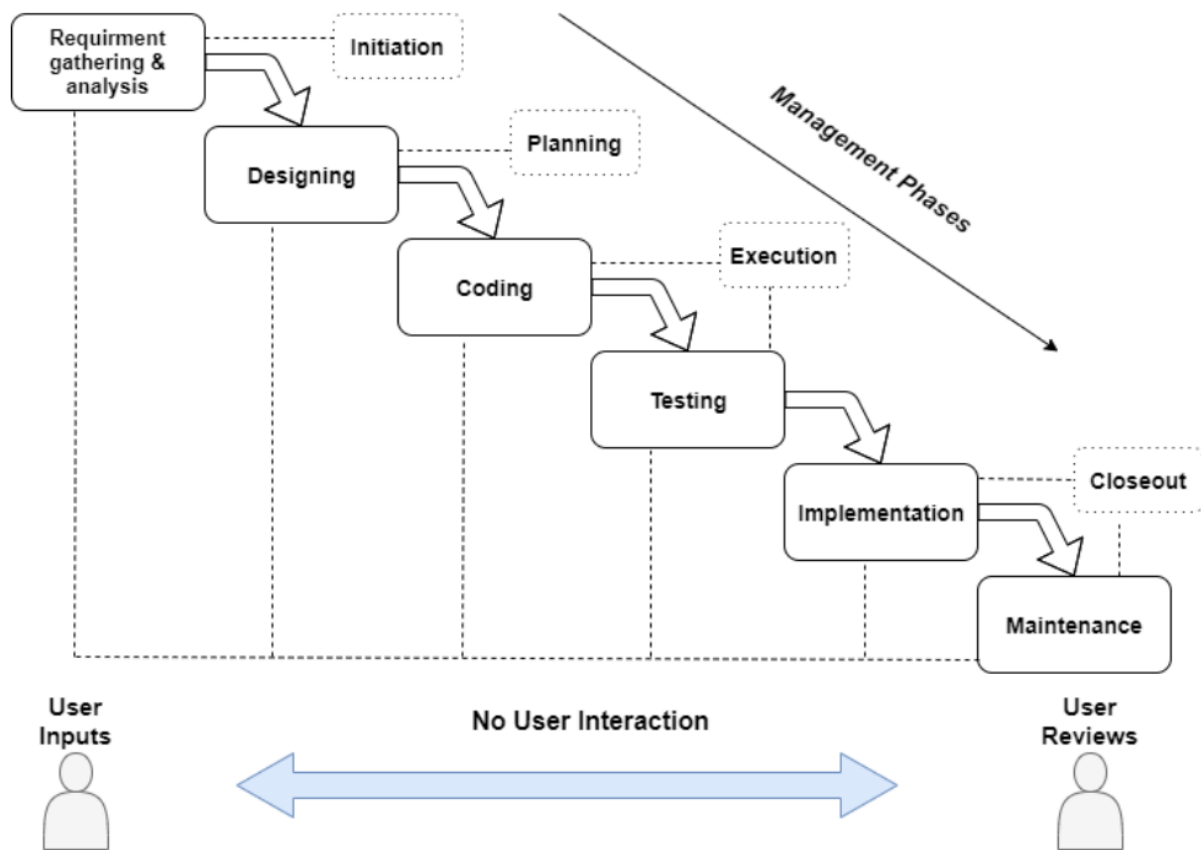 Requirment
gathering &
analysis
Initiation
Management Phases
Planning
Designing
Execution
Coding
Testing
Closeout
Implementation
Maintenance
User
Inputs
No User Interaction
User
Reviews